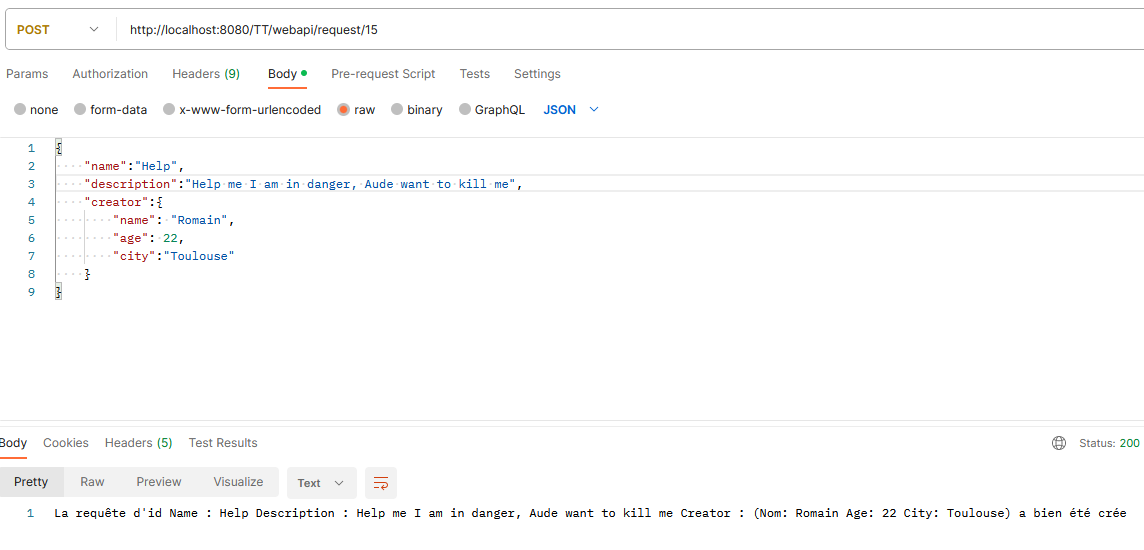 POST http://localhost:8080/TT/webapi/request/15
Params Authorization Headers (9) Body Pre-request Script Tests Settings
none form-data x-www-form-urlencoded raw binary GraphQL JSON
1 {
2 ····"name":"Help",
3 ····"description":"Help·me·I·am·in·danger,·Aude·want·to·kill·me",
4 ····"creator":{
5 ········"name":·"Romain",
6 ········"age":·22,
7 ········"city":"Toulouse"
8 ····}
9 }
Body Cookies Headers (5) Test Results Status: 200
Pretty Raw Preview Visualize Text
1 La requête d'id Name : Help Description : Help me I am in danger, Aude want to kill me Creator : (Nom: Romain Age: 22 City: Toulouse) a bien été crée